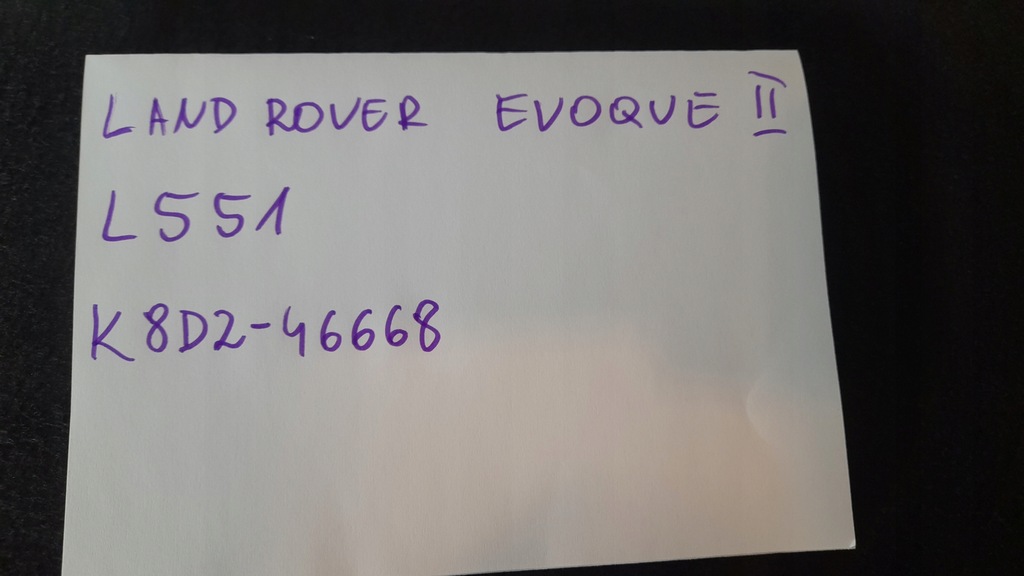 LAND ROVER EVOQUE II
L551
K8D2-46668